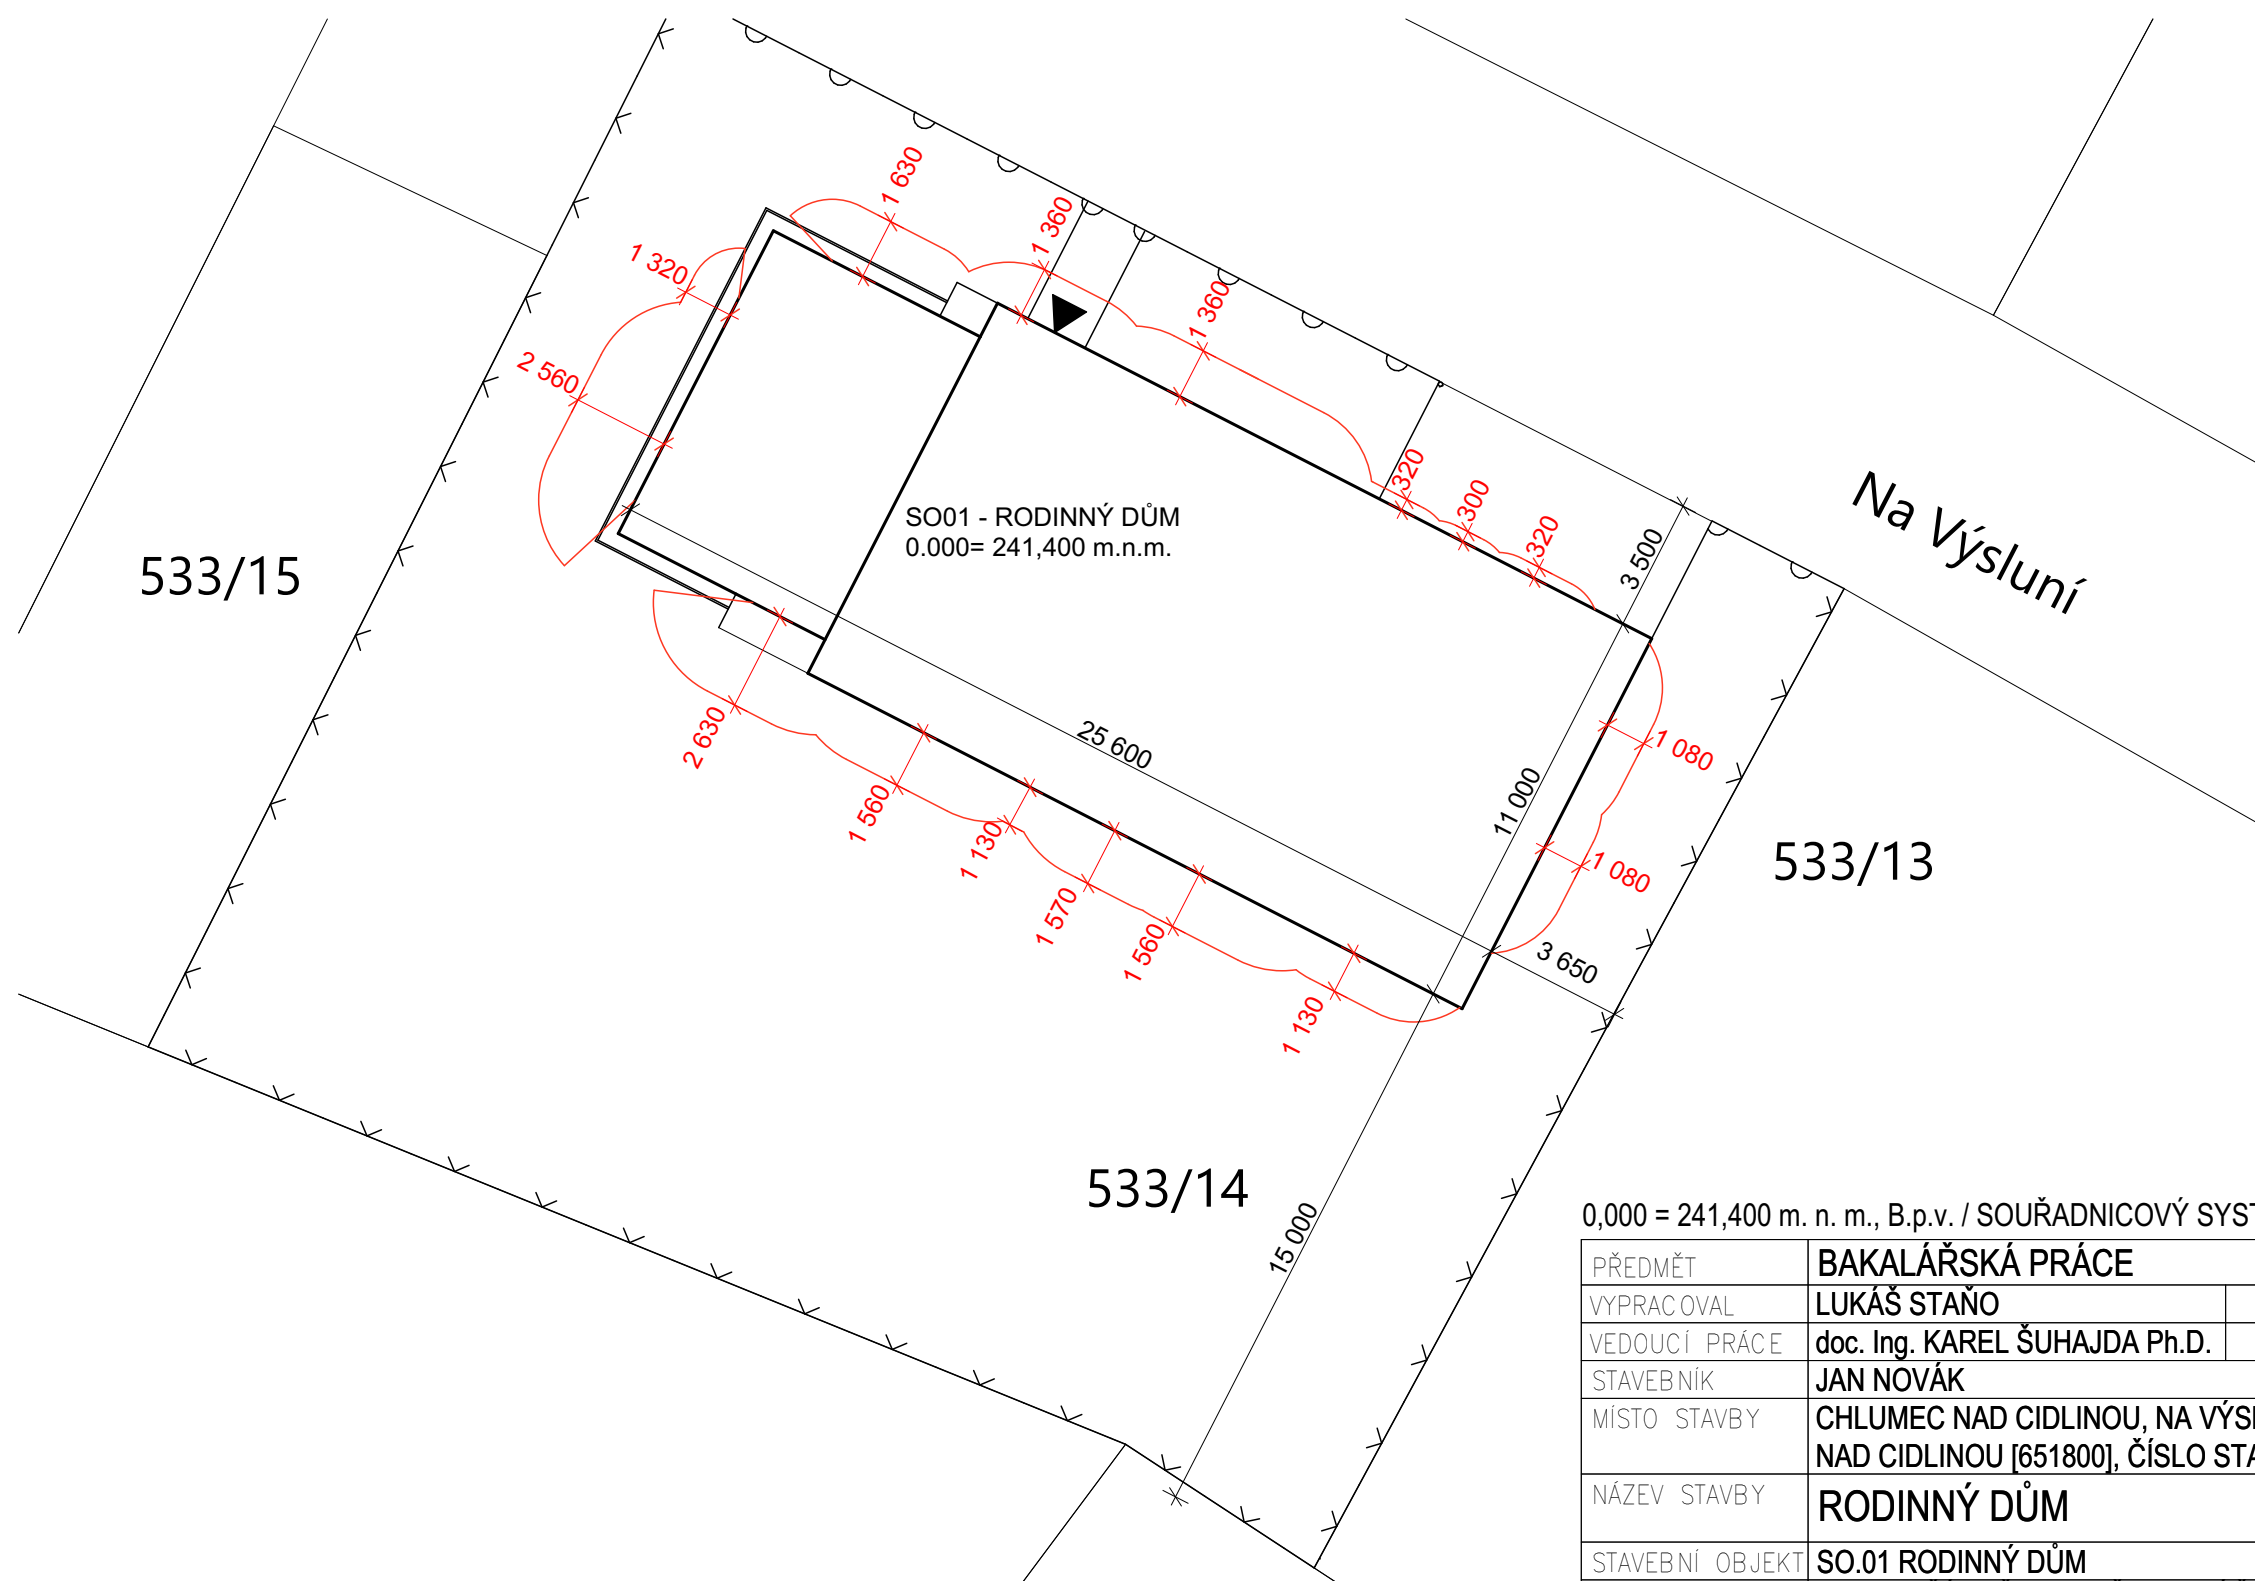 1 630
1 360
1 320
1 360
2 560
320
300
320
3 500
Na Výsluní
SO01 - RODINNÝ DŮM
0.000= 241,400 m.n.m.
533/15
25 600
2 630
1 080
11 000
1 560
1 130
1 080
533/13
1 570
1 560
3 650
1 130
533/14
15 000
0,000 = 241,400 m. n. m., B.p.v. / SOUŘADNICOVÝ SYST
PŘEDMĚT BAKALÁŘSKÁ PRÁCE
VYPRACOVAL LUKÁŠ STAŇO
VEDOUCÍ PRÁCE doc. Ing. KAREL ŠUHAJDA Ph.D.
STAVEBNÍK JAN NOVÁK
MÍSTO STAVBY CHLUMEC NAD CIDLINOU, NA VÝS
NAD CIDLINOU [651800], ČÍSLO STA
NÁZEV STAVBY RODINNÝ DŮM
STAVEBNÍ OBJEKT SO.01 RODINNÝ DŮM